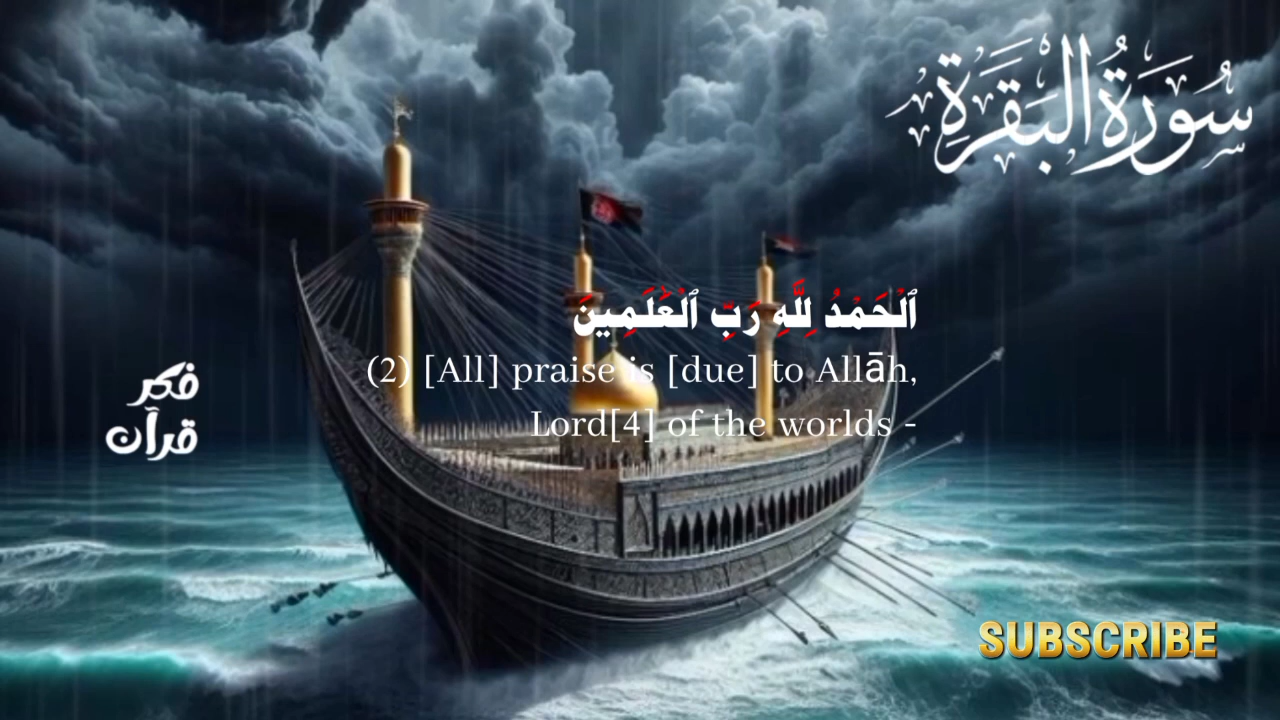 سُورَةُ البَقَرَةِ
ٱلْحَمْدُ لِلَّهِ رَبِّ ٱلْعَٰلَمِينَ
(2) [All] praise is [due] to Allāh,
Lord[4] of the worlds -
فکر
قرآن
SUBSCRIBE